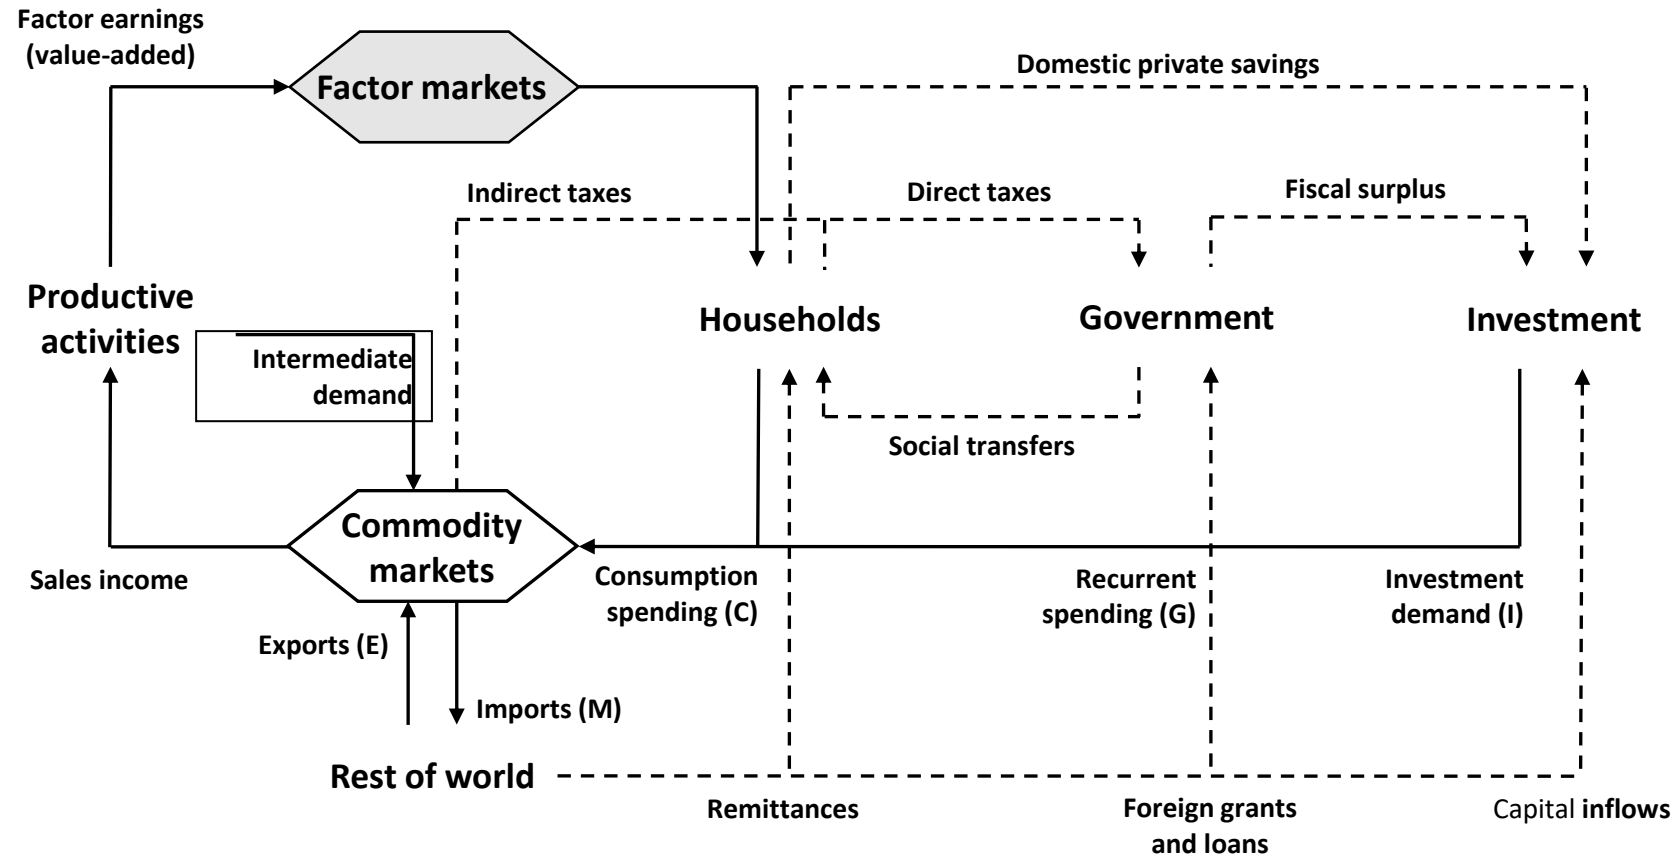 Factor earnings
(value-added)
Factor markets
Domestic private savings
Indirect taxes
Direct taxes
Fiscal surplus
Productive
activities
Households
Government
Investment
Intermediate
demand
Social transfers
Commodity
markets
Sales income
Consumption
spending (C)
Recurrent
spending (G)
Investment
demand (I)
Exports (E)
Imports (M)
Rest of world
Remittances
Foreign grants
and loans
Capital inflows